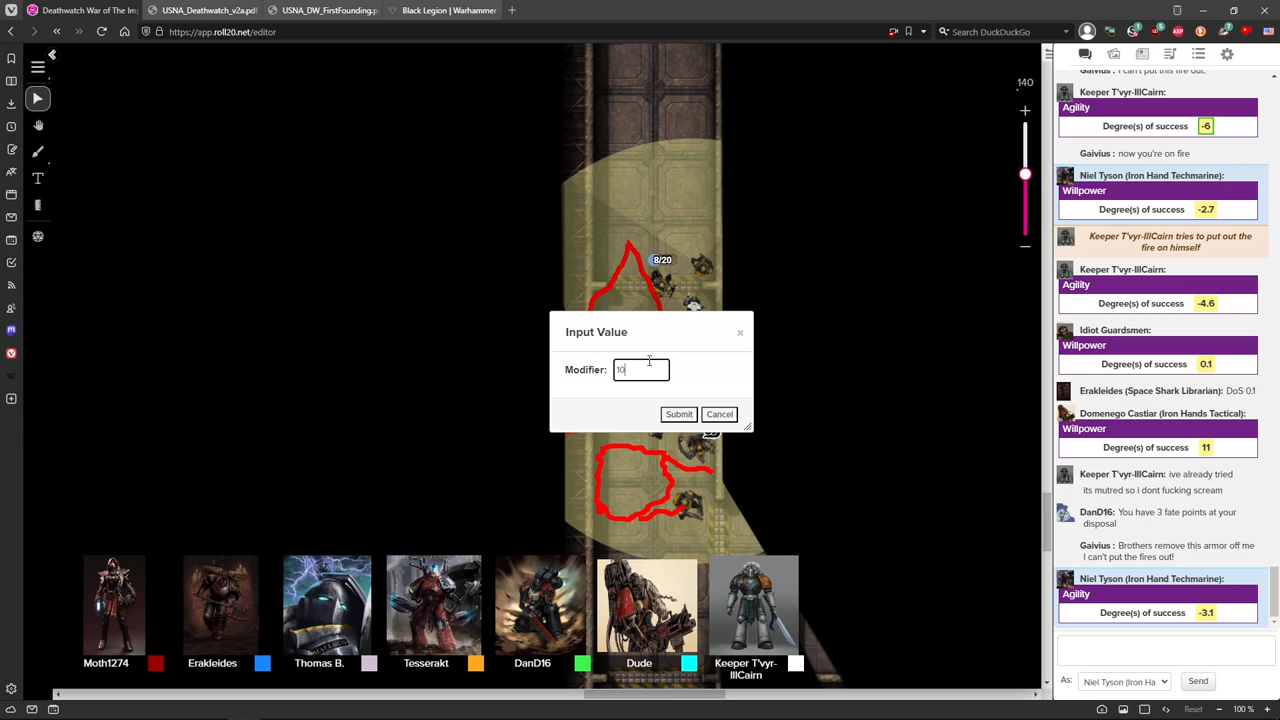 Deathwatch War of The Imp
USNA_Deathwatch_v2a.pdf
USNA_DW_FirstFounding.p
Black Legion | Warhammer
https://app.roll20.net/editor
Search DuckDuckGo
140
8/20
Input Value
Modifier: 10
Submit Cancel
Moth1274
Erakleides
Thomas B.
Tesserakt
DanD16
Dude
Keeper T'vyr-
IllCairn
Gaivius : I can't put this fire out.
Keeper T'vyr-IllCairn:
Agility
Degree(s) of success -6
Gaivius : now you're on fire
Niel Tyson (Iron Hand Techmarine):
Willpower
Degree(s) of success -2.7
Keeper T'vyr-IllCairn tries to put out the
fire on himself
Keeper T'vyr-IllCairn:
Agility
Degree(s) of success -4.6
Idiot Guardsmen:
Willpower
Degree(s) of success 0.1
Erakleides (Space Shark Librarian): DoS 0.1
Domenego Castiar (Iron Hands Tactical):
Willpower
Degree(s) of success 11
Keeper T'vyr-IllCairn: ive already tried
its mutred so i dont fucking scream
DanD16: You have 3 fate points at your
disposal
Gaivius : Brothers remove this armor off me
I can't put the fires out!
Niel Tyson (Iron Hand Techmarine):
Agility
Degree(s) of success -3.1
As: Niel Tyson (Iron Ha
Send
Reset
100 %